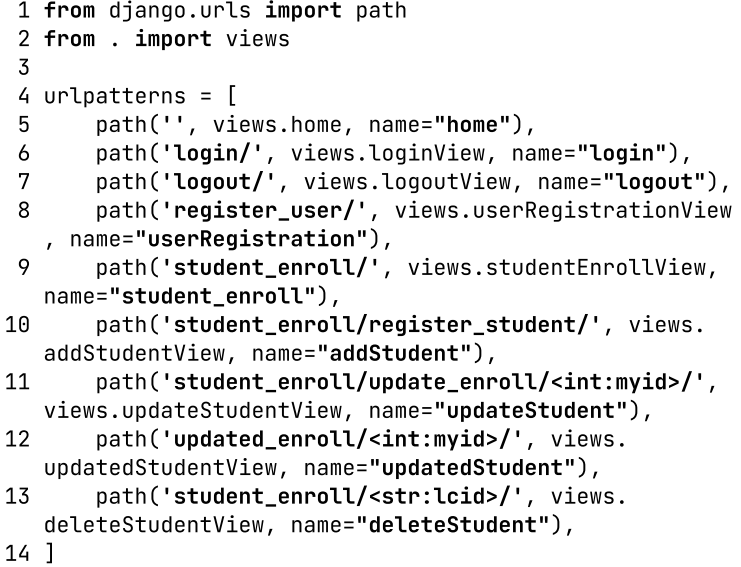 1 from django.urls import path
2 from . import views
3
4 urlpatterns = [
5     path('', views.home, name="home"),
6     path('login/', views.loginView, name="login"),
7     path('logout/', views.logoutView, name="logout"),
8     path('register_user/', views.userRegistrationView
, name="userRegistration"),
9     path('student_enroll/', views.studentEnrollView,
name="student_enroll"),
10     path('student_enroll/register_student/', views.
addStudentView, name="addStudent"),
11     path('student_enroll/update_enroll/<int:myid>/',
views.updateStudentView, name="updateStudent"),
12     path('updated_enroll/<int:myid>/', views.
updatedStudentView, name="updatedStudent"),
13     path('student_enroll/<str:lcid>/', views.
deleteStudentView, name="deleteStudent"),
14 ]